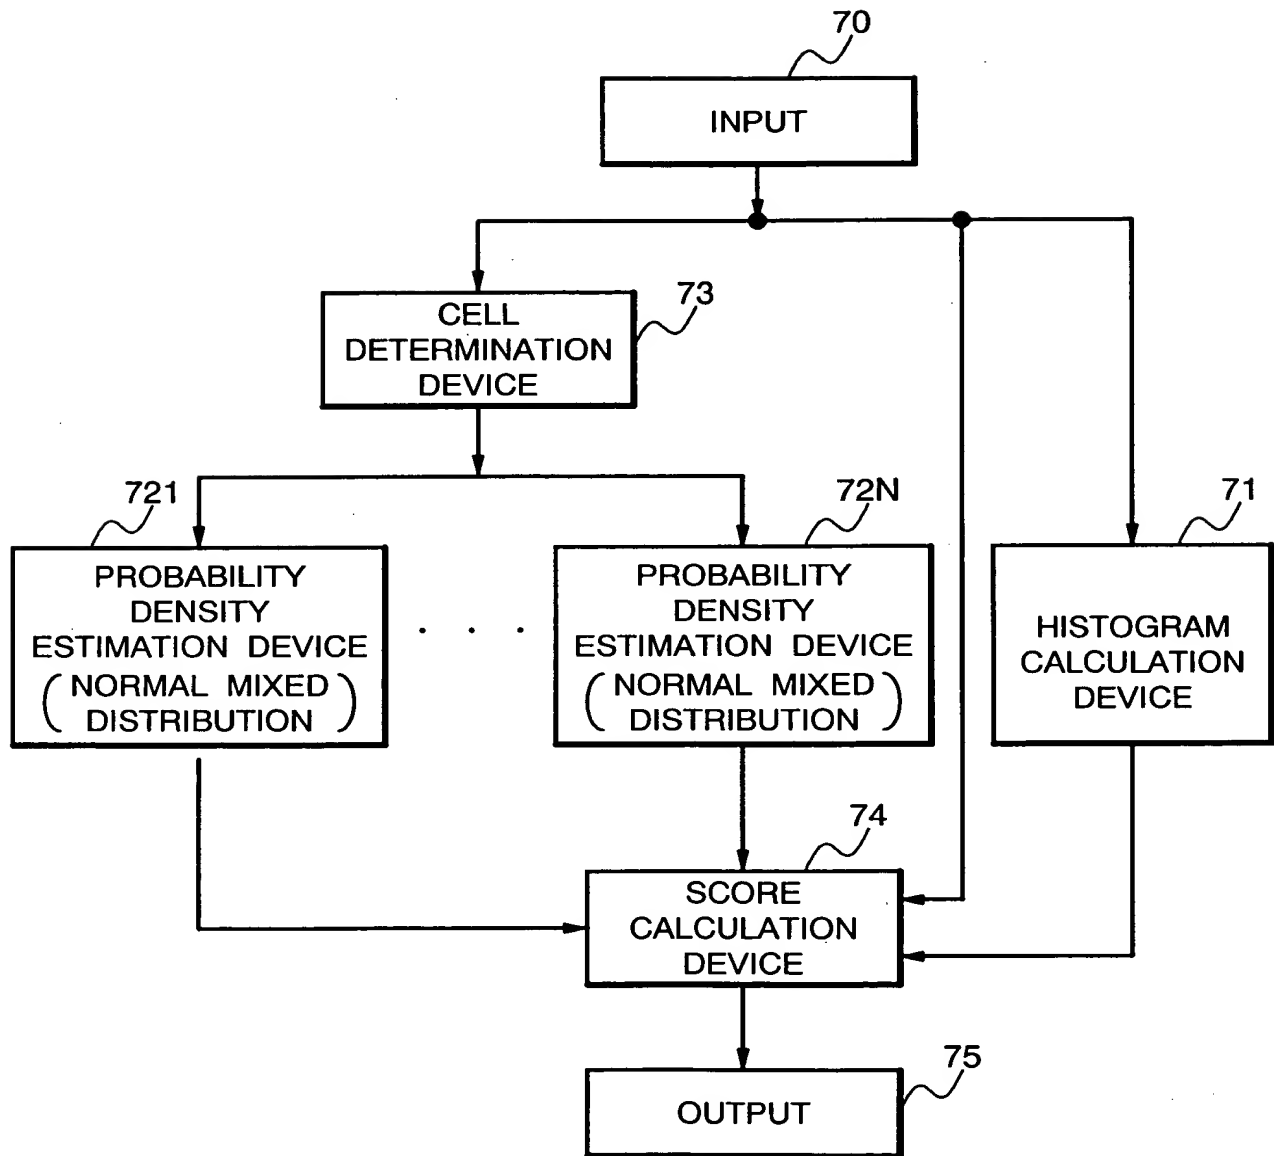 70
INPUT
CELL
DETERMINATION
DEVICE
73
721
PROBABILITY
DENSITY
ESTIMATION DEVICE
(NORMAL MIXED
DISTRIBUTION)
. . .
72N
PROBABILITY
DENSITY
ESTIMATION DEVICE
(NORMAL MIXED
DISTRIBUTION)
71
HISTOGRAM
CALCULATION
DEVICE
74
SCORE
CALCULATION
DEVICE
75
OUTPUT